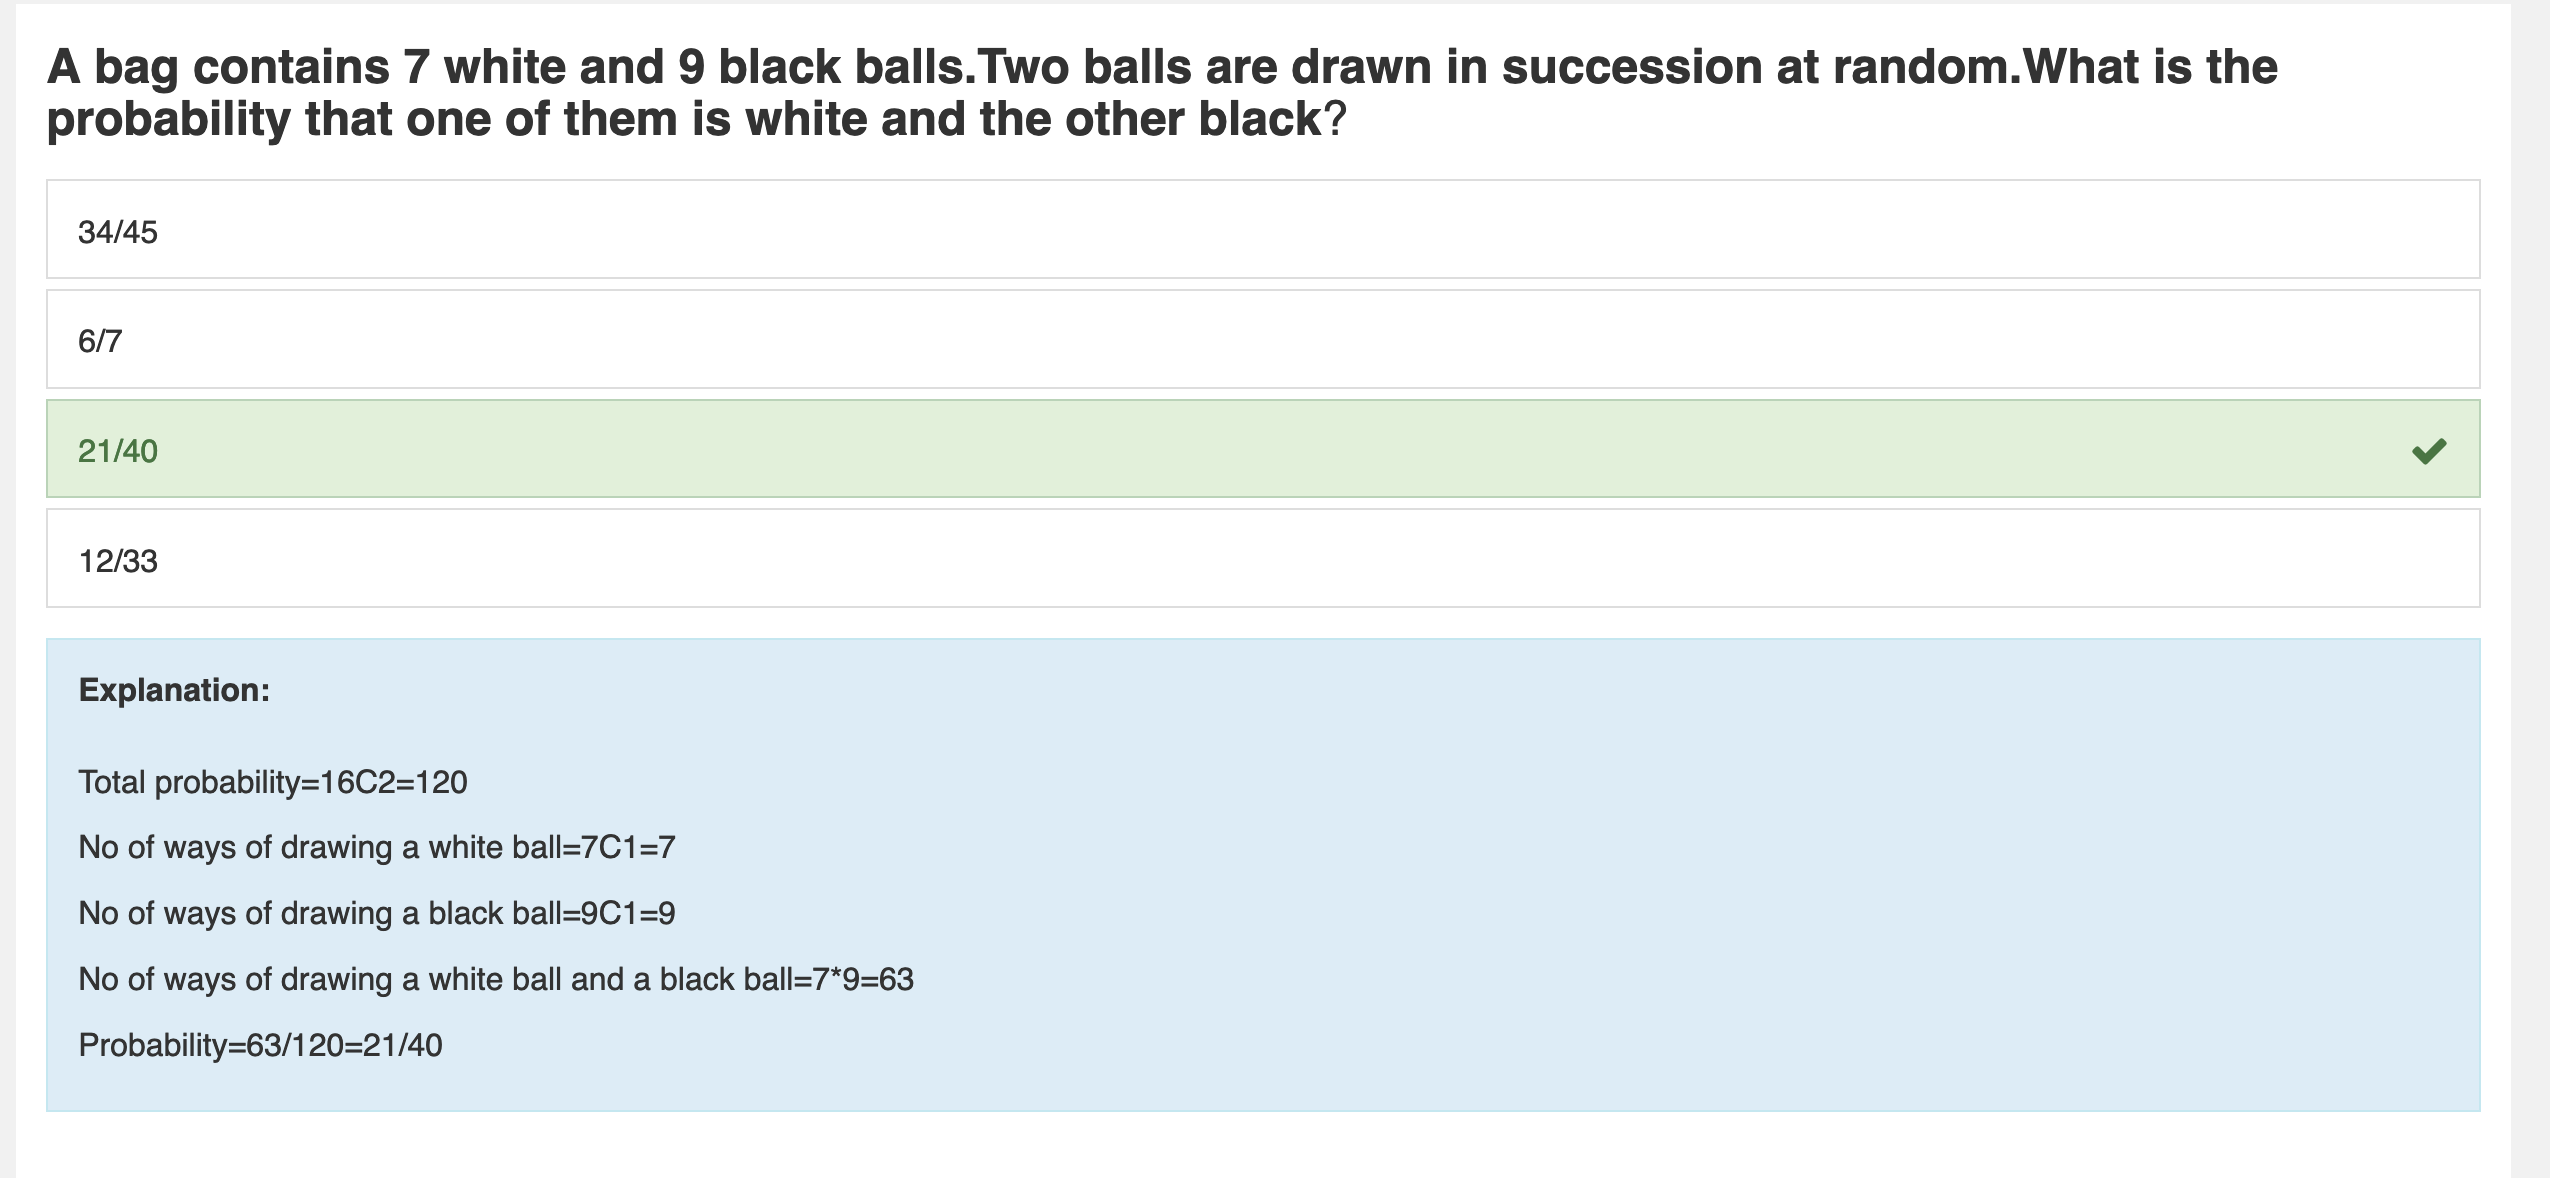 A bag contains 7 white and 9 black balls.Two balls are drawn in succession at random.What is the
probability that one of them is white and the other black?
34/45
6/7
21/40
12/33
Explanation:
Total probability=16C2=120
No of ways of drawing a white ball=7C1=7
No of ways of drawing a black ball=9C1=9
No of ways of drawing a white ball and a black ball=7*9=63
Probability=63/120=21/40